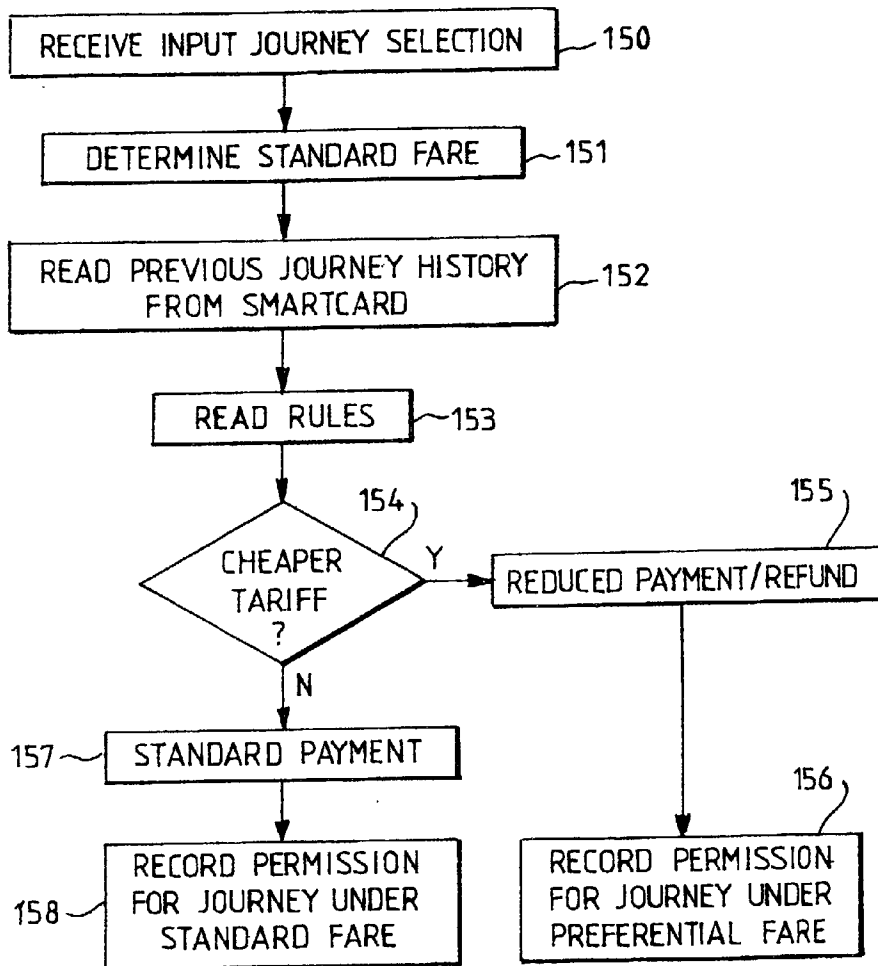 RECEIVE INPUT JOURNEY SELECTION
150
DETERMINE STANDARD FARE
151
READ PREVIOUS JOURNEY HISTORY
FROM SMARTCARD
152
READ RULES
153
CHEAPER
TARIFF
?
154
Y
N
REDUCED PAYMENT/REFUND
155
STANDARD PAYMENT
157
RECORD PERMISSION
FOR JOURNEY UNDER
STANDARD FARE
158
RECORD PERMISSION
FOR JOURNEY UNDER
PREFERENTIAL FARE
156